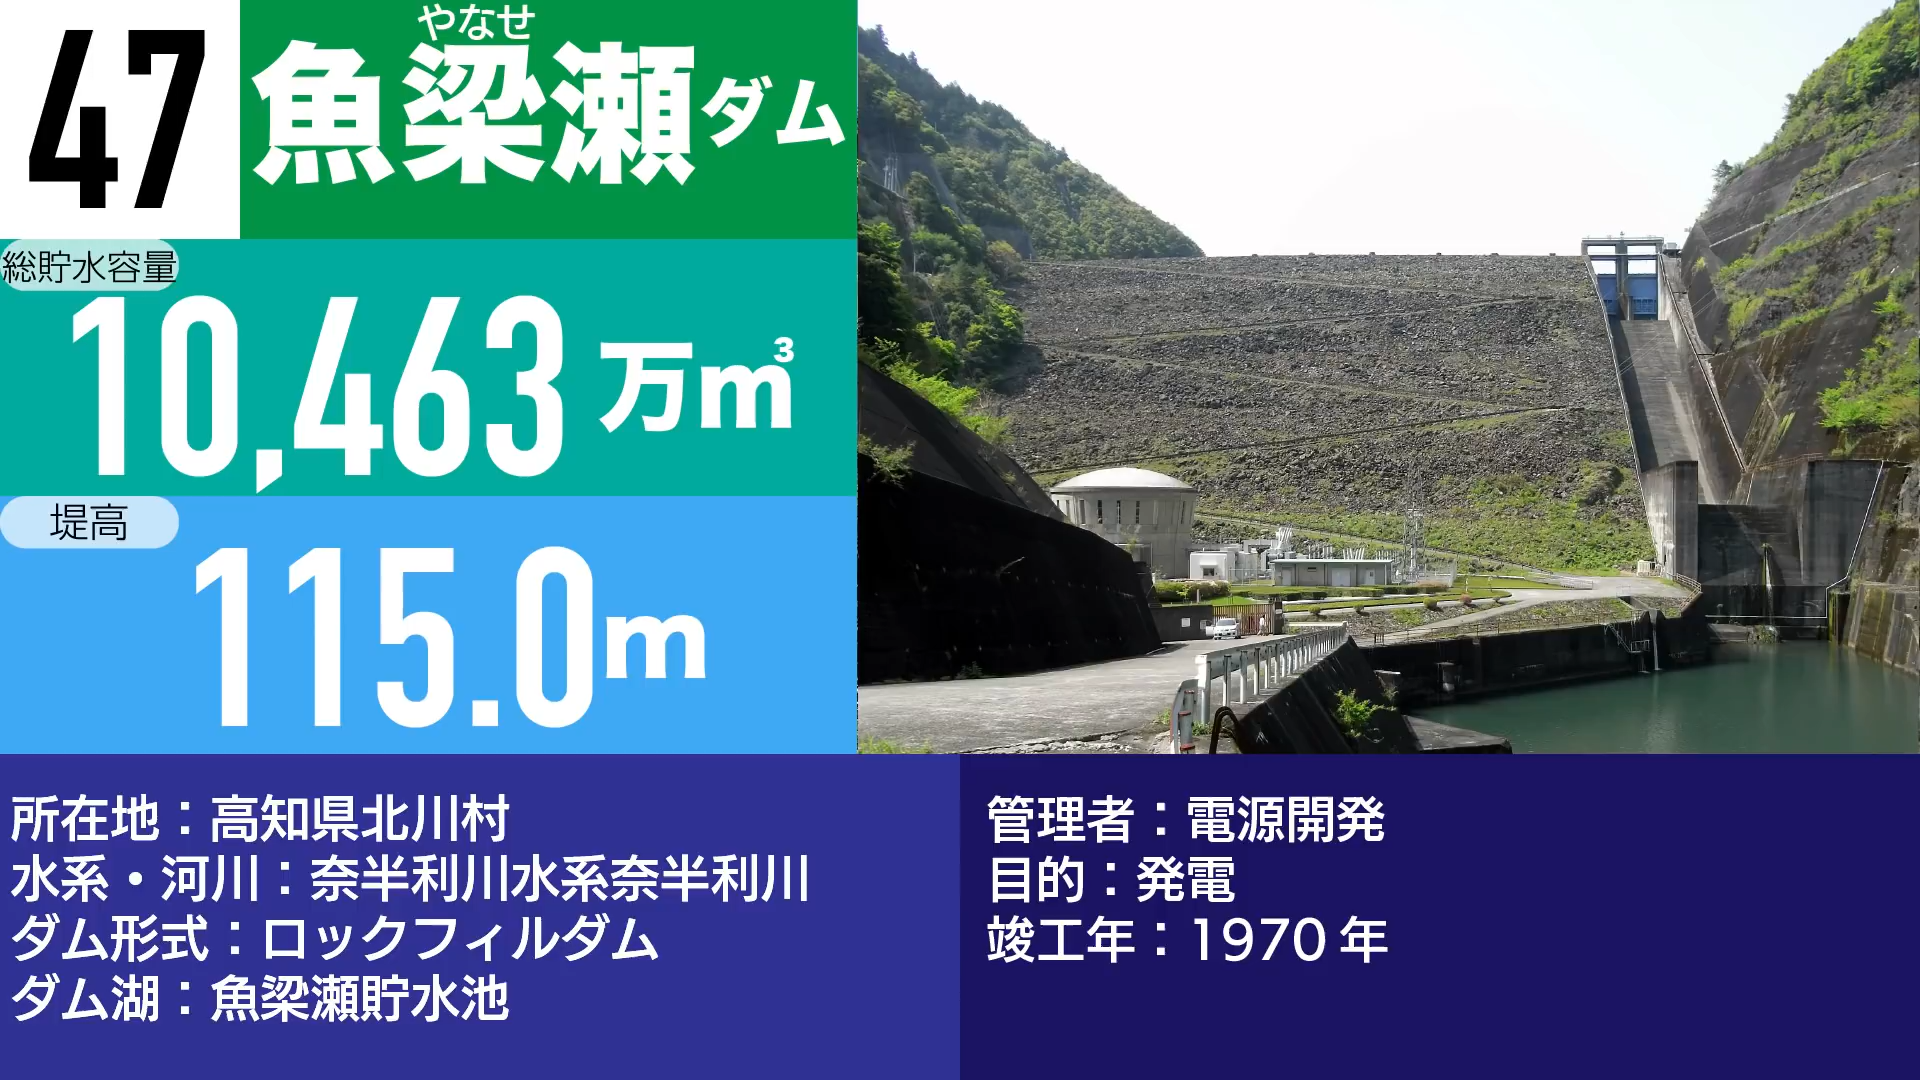 47
やなせ
魚梁瀬ダム
総貯水容量
10,463万㎥
堤高
115.0m
所在地：高知県北川村
水系・河川：奈半利川水系奈半利川
ダム形式：ロックフィルダム
ダム湖：魚梁瀬貯水池
管理者：電源開発
目的：発電
竣工年：1970年